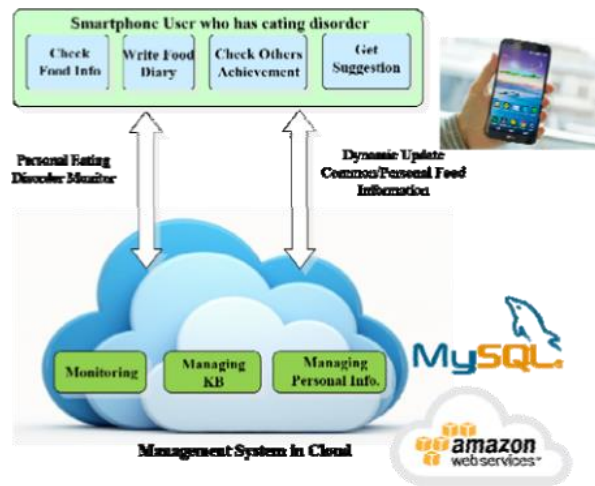 Smartphone User who has eating disorder
Check
Food Info
Write Food
Diary
Check Others
Achievement
Get
Suggestion
Personal Eating
Disorder Monitor
Dynamic Update
Common/Personal Food
Information
Monitoring
Managing
KB
Managing
Personal Info.
MySQL
Management System in Cloud
amazon
webservices™